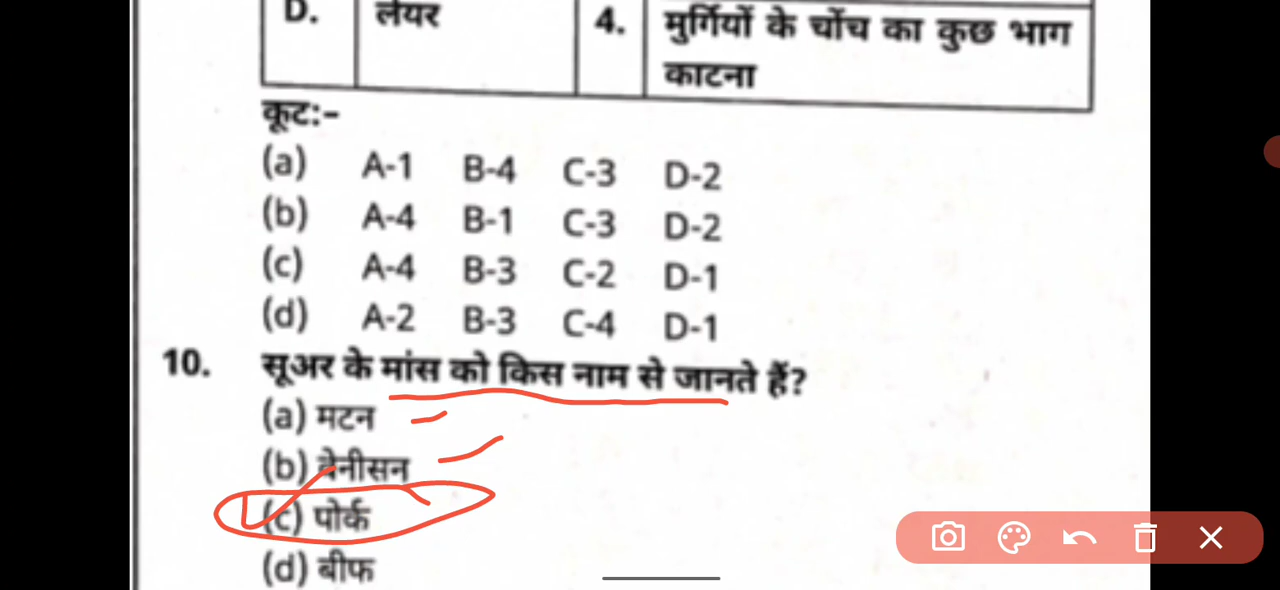 D. लेयर 4. मुर्गियों के चोंच का कुछ भाग
काटना
कूट:-
(a) A-1 B-4 C-3 D-2
(b) A-4 B-1 C-3 D-2
(c) A-4 B-3 C-2 D-1
(d) A-2 B-3 C-4 D-1
10. सूअर के मांस को किस नाम से जानते हैं?
(a) मटन
(b) वेनीसन
(c) पोर्क
(d) बीफ